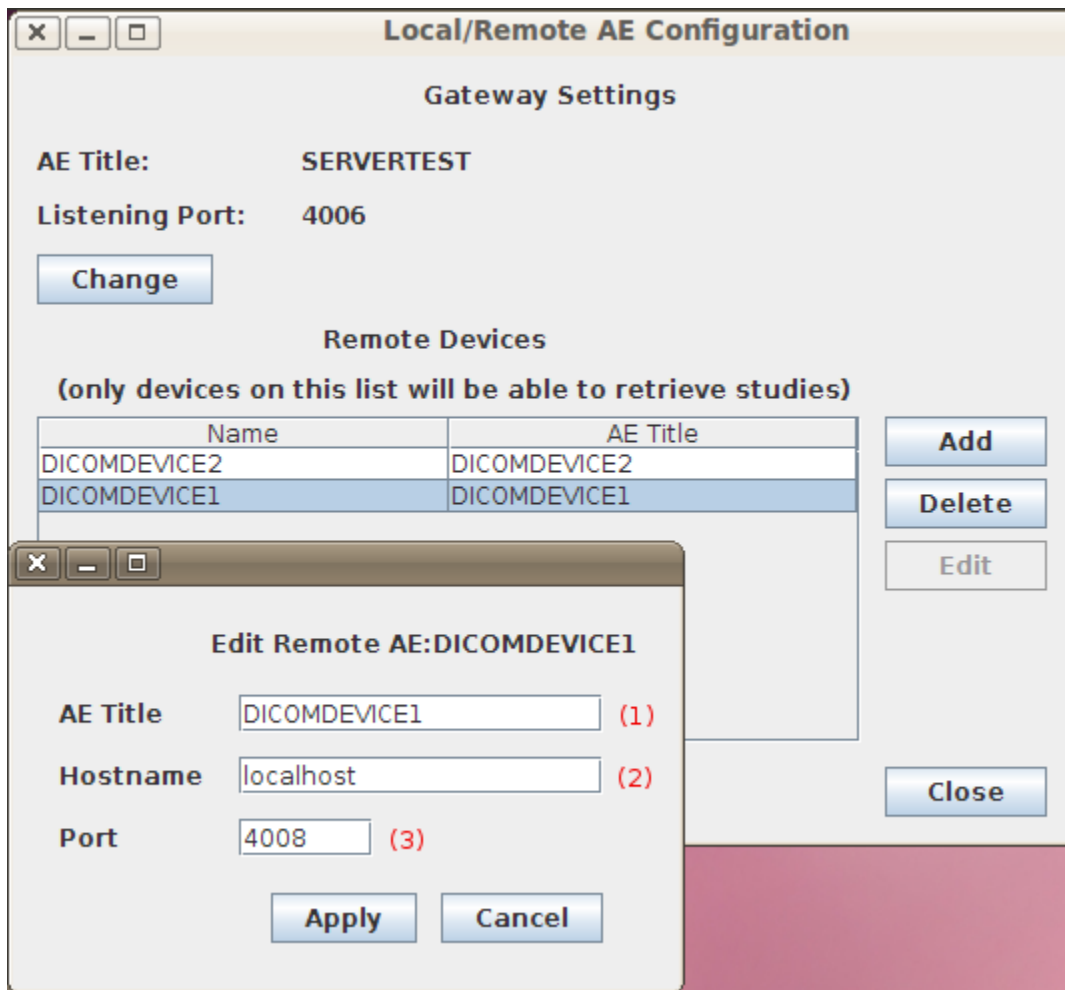 Local/Remote AE Configuration
Gateway Settings
AE Title: SERVERTEST
Listening Port: 4006
Change
Remote Devices
(only devices on this list will be able to retrieve studies)
Name AE Title
DICOMDEVICE2 DICOMDEVICE2
DICOMDEVICE1 DICOMDEVICE1
Add
Delete
Edit
Close
Edit Remote AE:DICOMDEVICE1
AE Title DICOMDEVICE1 (1)
Hostname localhost (2)
Port 4008 (3)
Apply Cancel